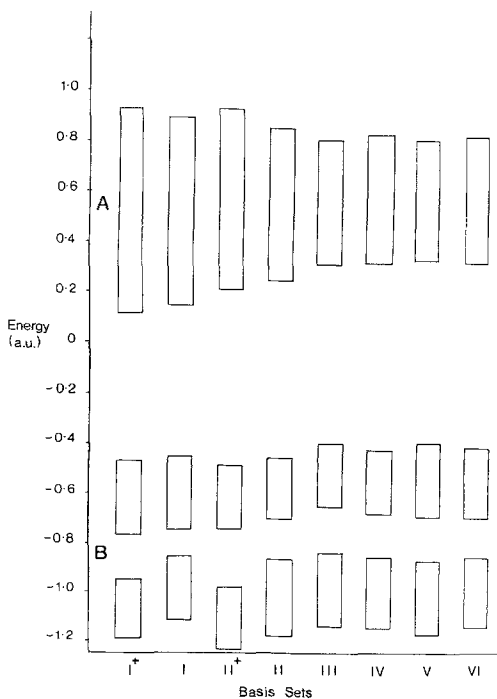 1·0
0·8
0·6
A
0·4
0·2
Energy
(a.u.)
0
-0·2
-0·4
-0·6
-0·8
B
-1·0
-1·2
I+ I II+ II III IV V VI
Basis Sets